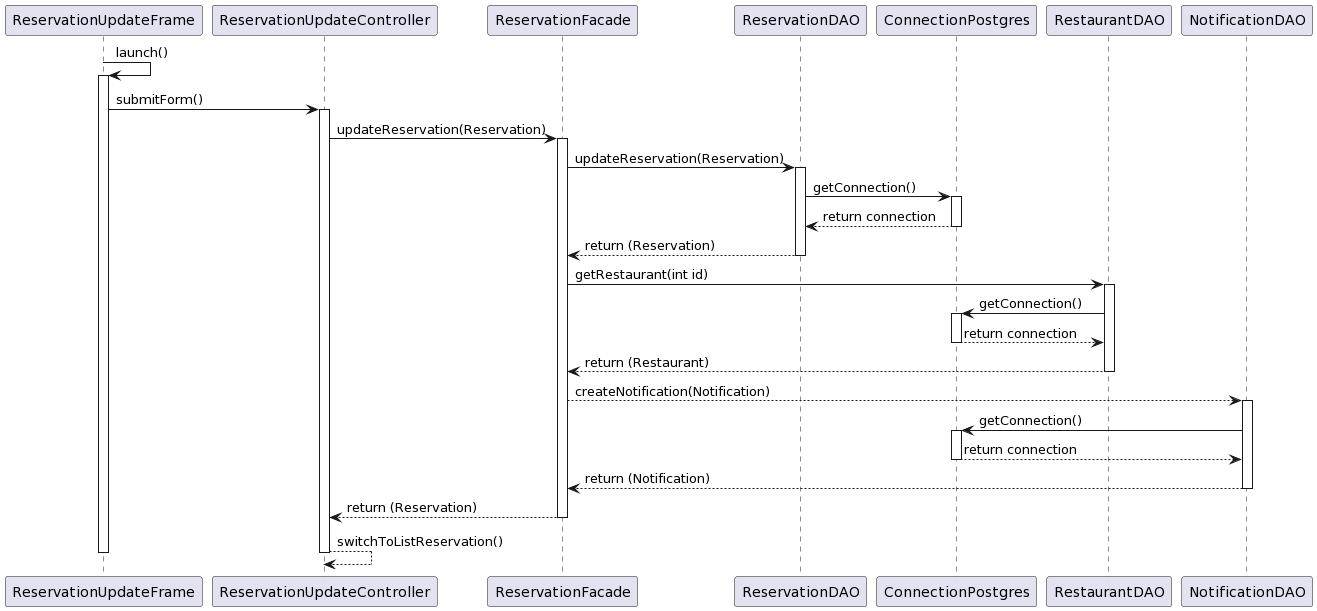 ReservationUpdateFrame ReservationUpdateController ReservationFacade ReservationDAO ConnectionPostgres RestaurantDAO NotificationDAO
launch()
submitForm()
updateReservation(Reservation)
updateReservation(Reservation)
getConnection()
return connection
return (Reservation)
getRestaurant(int id)
getConnection()
return connection
return (Restaurant)
createNotification(Notification)
getConnection()
return connection
return (Notification)
return (Reservation)
switchToListReservation()
ReservationUpdateFrame ReservationUpdateController ReservationFacade ReservationDAO ConnectionPostgres RestaurantDAO NotificationDAO